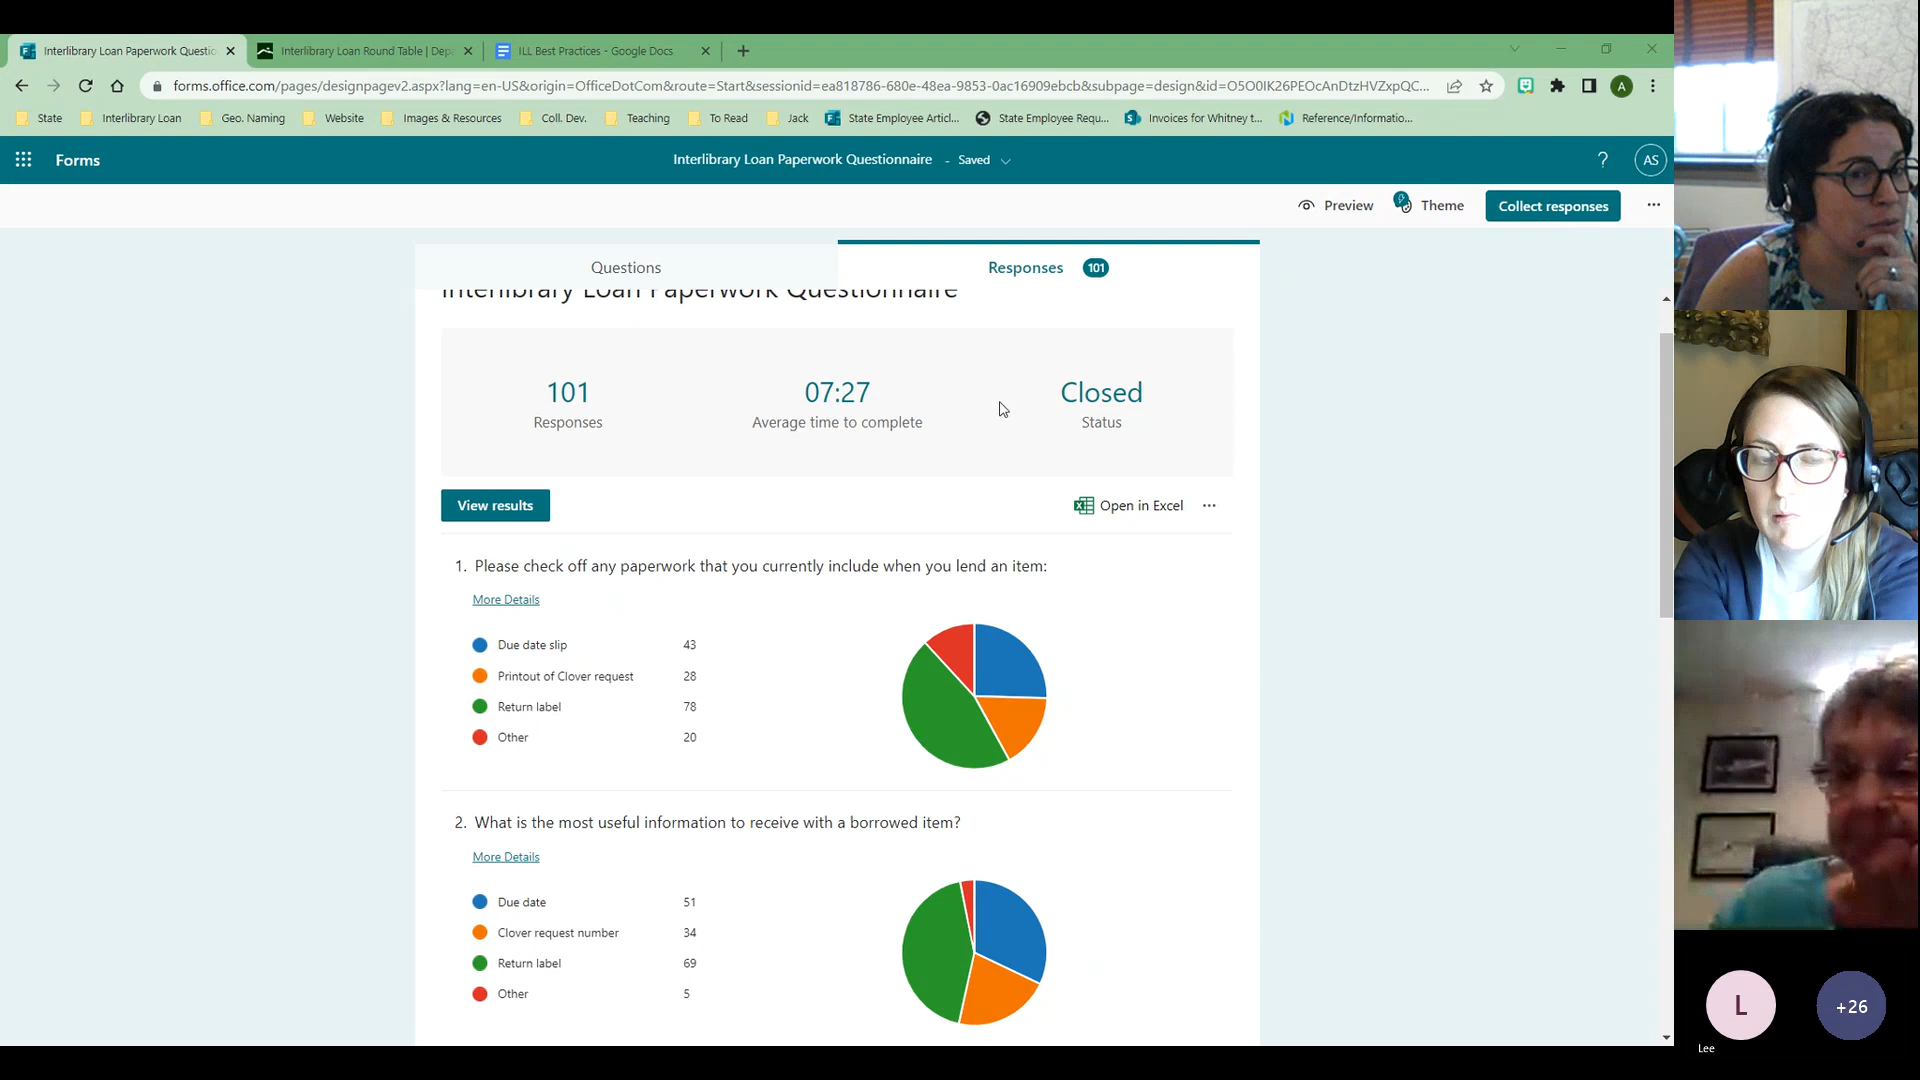 Interlibrary Loan Paperwork Questio
Interlibrary Loan Round Table | Dep
ILL Best Practices - Google Docs
forms.office.com/pages/designpagev2.aspx?lang=en-US&origin=OfficeDotCom&route=Start&sessionid=ea818786-680e-48ea-9853-0ac16909ebcb&subpage=design&id=O5O0IK26PEOcAnDtzHVZxpQC...
A
State
Interlibrary Loan
Geo. Naming
Website
Images & Resources
Coll. Dev.
Teaching
To Read
Jack
State Employee Articl...
State Employee Requ...
Invoices for Whitney t...
Reference/Informatio...
Forms
Interlibrary Loan Paperwork Questionnaire - Saved
?
AS
Preview
Theme
Collect responses
Questions
Responses 101
Interlibrary Loan Paperwork Questionnaire
101
Responses
07:27
Average time to complete
Closed
Status
View results
Open in Excel
1. Please check off any paperwork that you currently include when you lend an item:
More Details
Due date slip 43
Printout of Clover request 28
Return label 78
Other 20
2. What is the most useful information to receive with a borrowed item?
More Details
Due date 51
Clover request number 34
Return label 69
Other 5
L
+26
Lee